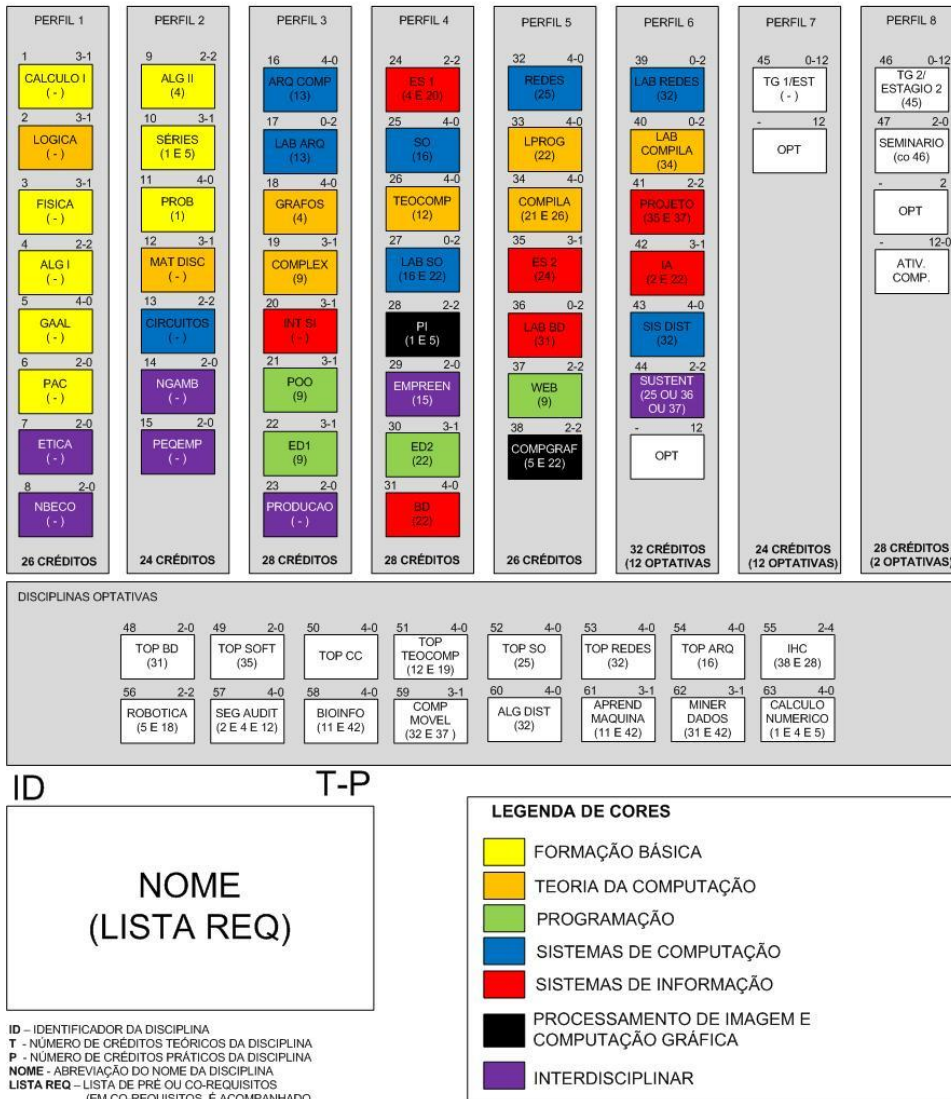 PERFIL 1
1 3-1
CALCULO I
( - )
2 3-1
LOGICA
( - )
3 3-1
FISICA
( - )
4 2-2
ALG I
( - )
5 4-0
GAAL
( - )
6 2-0
PAC
( - )
7 2-0
ETICA
( - )
8 2-0
NBECO
( - )
26 CRÉDITOS
PERFIL 2
9 2-2
ALG II
(4)
10 3-1
SÉRIES
(1 E 5)
11 4-0
PROB
(1)
12 3-1
MAT DISC
( - )
13 2-2
CIRCUITOS
( - )
14 2-0
NGAMB
( - )
15 2-0
PEQEMP
( - )
24 CRÉDITOS
PERFIL 3
16 4-0
ARQ COMP
(13)
17 0-2
LAB ARQ
(13)
18 4-0
GRAFOS
(4)
19 3-1
COMPLEX
(9)
20 3-1
INT SI
( - )
21 3-1
POO
(9)
22 3-1
ED1
(9)
23 2-0
PRODUCAO
( - )
28 CRÉDITOS
PERFIL 4
24 2-2
ES 1
(4 E 20)
25 4-0
SO
(16)
26 4-0
TEOCOMP
(12)
27 0-2
LAB SO
(16 E 22)
28 2-2
PI
(1 E 5)
29 2-0
EMPREEN
(15)
30 3-1
ED2
(22)
31 4-0
BD
(22)
28 CRÉDITOS
PERFIL 5
32 4-0
REDES
(25)
33 4-0
LPROG
(22)
34 4-0
COMPILA
(21 E 26)
35 3-1
ES 2
(24)
36 0-2
LAB BD
(31)
37 2-2
WEB
(9)
38 2-2
COMPGRAF
(5 E 22)
26 CRÉDITOS
PERFIL 6
39 0-2
LAB REDES
(32)
40 0-2
LAB
COMPILA
(34)
41 2-2
PROJETO
(35 E 37)
42 3-1
IA
(2 E 22)
43 4-0
SIS DIST
(32)
44 2-2
SUSTENT
(25 OU 36
OU 37)
- 12
OPT
32 CRÉDITOS
(12 OPTATIVAS)
PERFIL 7
45 0-12
TG 1/EST
( - )
- 12
OPT
24 CRÉDITOS
(12 OPTATIVAS)
PERFIL 8
46 0-12
TG 2/
ESTAGIO 2
(45)
47 2-0
SEMINARIO
(co 46)
- 2
OPT
- 12-0
ATIV.
COMP.
28 CRÉDITOS
(2 OPTATIVAS)
DISCIPLINAS OPTATIVAS
48 2-0
TOP BD
(31)
49 2-0
TOP SOFT
(35)
50 4-0
TOP CC
51 4-0
TOP
TEOCOMP
(12 E 19)
52 4-0
TOP SO
(25)
53 4-0
TOP REDES
(32)
54 4-0
TOP ARQ
(16)
55 2-4
IHC
(38 E 28)
56 2-2
ROBOTICA
(5 E 18)
57 4-0
SEG AUDIT
(2 E 4 E 12)
58 4-0
BIOINFO
(11 E 42)
59 3-1
COMP
MOVEL
(32 E 37 )
60 4-0
ALG DIST
(32)
61 3-1
APREND
MAQUINA
(11 E 42)
62 3-1
MINER
DADOS
(31 E 42)
63 4-0
CALCULO
NUMERICO
(1 E 4 E 5)
ID T-P
NOME
(LISTA REQ)
ID – IDENTIFICADOR DA DISCIPLINA
T - NÚMERO DE CRÉDITOS TEÓRICOS DA DISCIPLINA
P - NÚMERO DE CRÉDITOS PRÁTICOS DA DISCIPLINA
NOME - ABREVIAÇÃO DO NOME DA DISCIPLINA
LISTA REQ – LISTA DE PRÉ OU CO-REQUISITOS
(EM CO-REQUISITOS, É ACOMPANHADO
LEGENDA DE CORES
FORMAÇÃO BÁSICA
TEORIA DA COMPUTAÇÃO
PROGRAMAÇÃO
SISTEMAS DE COMPUTAÇÃO
SISTEMAS DE INFORMAÇÃO
PROCESSAMENTO DE IMAGEM E
COMPUTAÇÃO GRÁFICA
INTERDISCIPLINAR